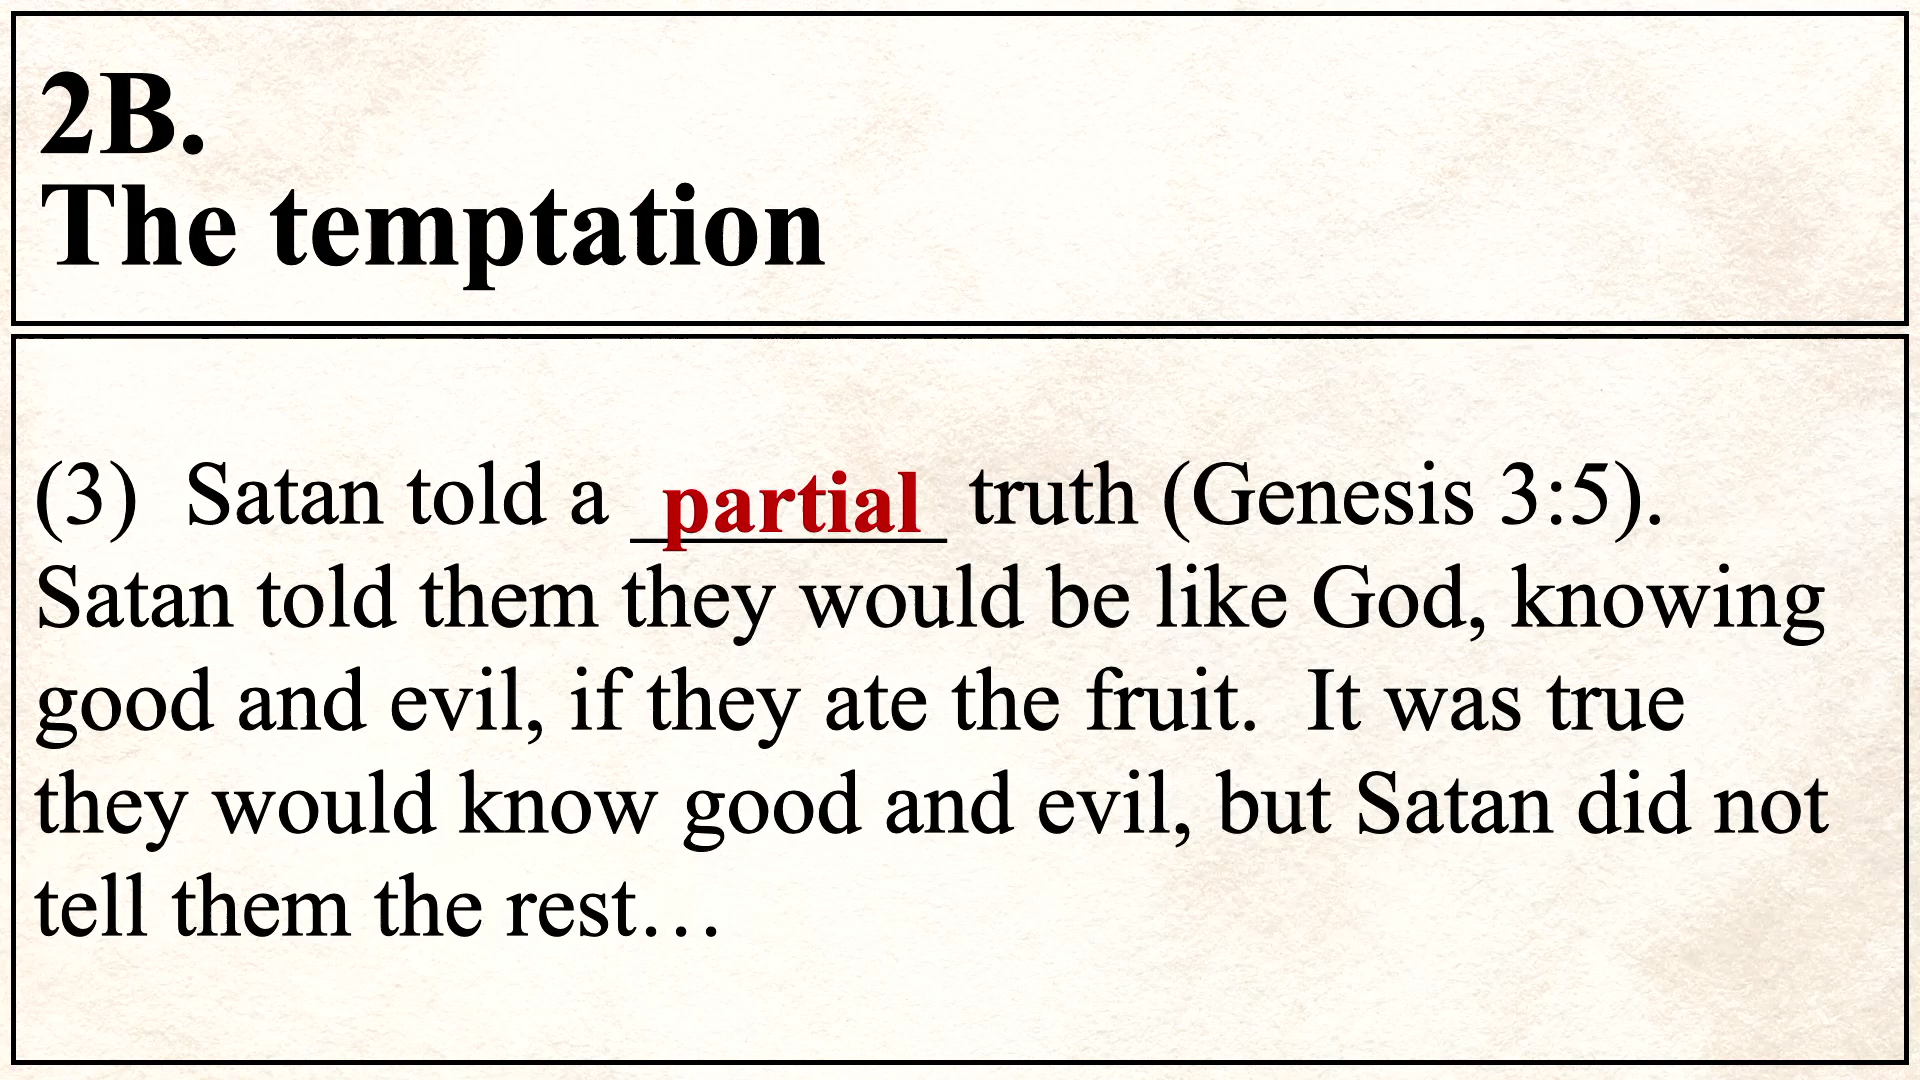 2B.
The temptation
(3)  Satan told a partial truth (Genesis 3:5).
Satan told them they would be like God, knowing
good and evil, if they ate the fruit.  It was true
they would know good and evil, but Satan did not
tell them the rest…